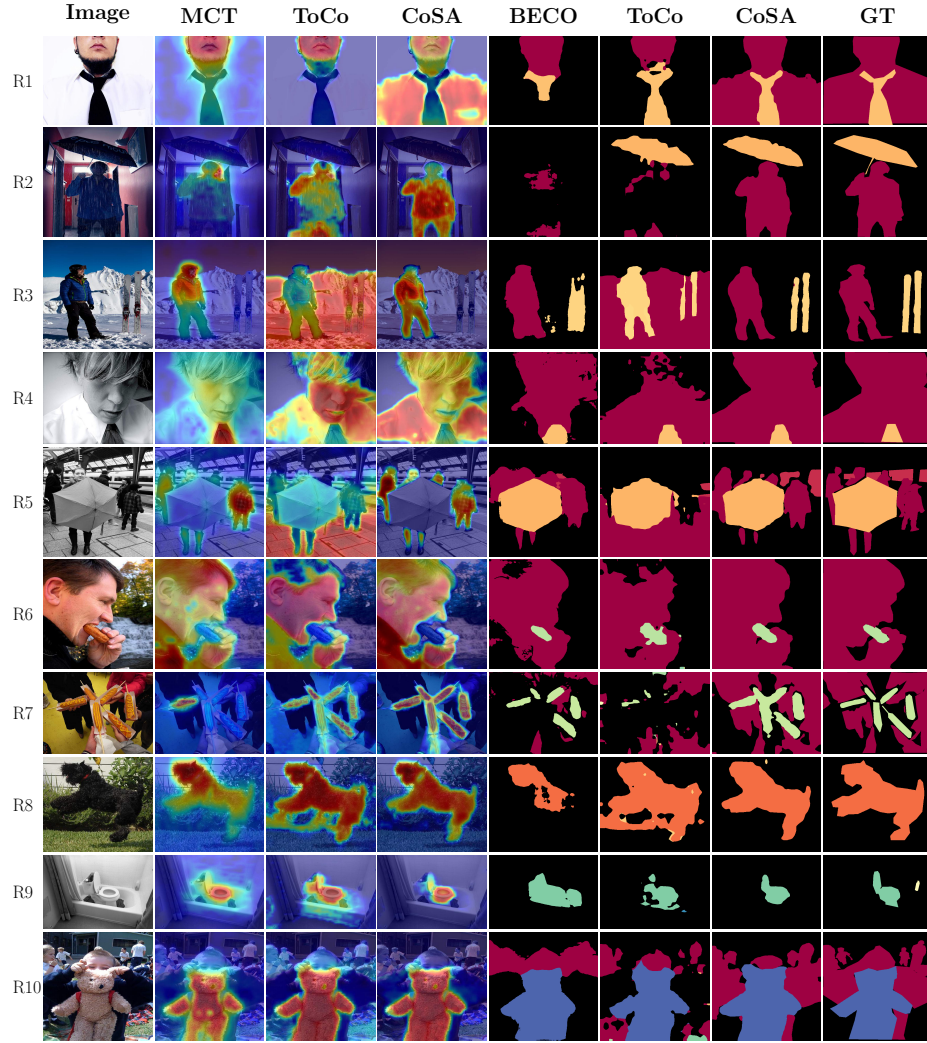 Image MCT ToCo CoSA BECO ToCo CoSA GT
R1
R2
R3
R4
R5
R6
R7
R8
R9
R10